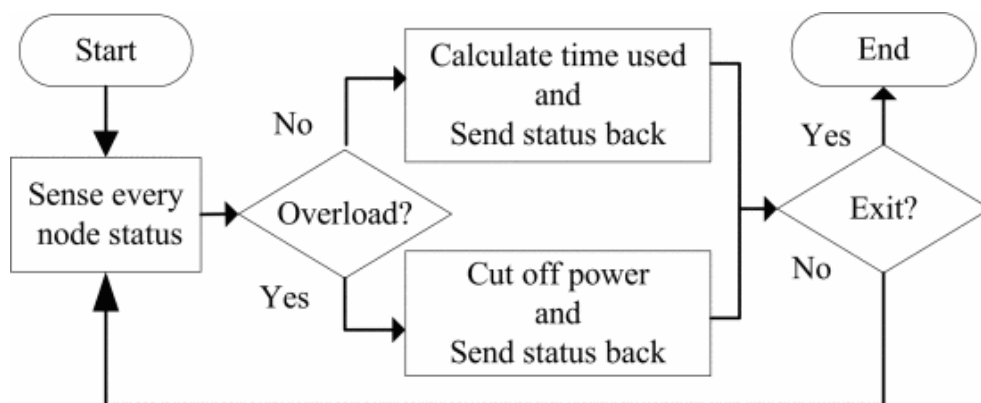 Start
Sense every
node status
Overload?
No
Calculate time used
and
Send status back
Yes
Cut off power
and
Send status back
Exit?
Yes
End
No